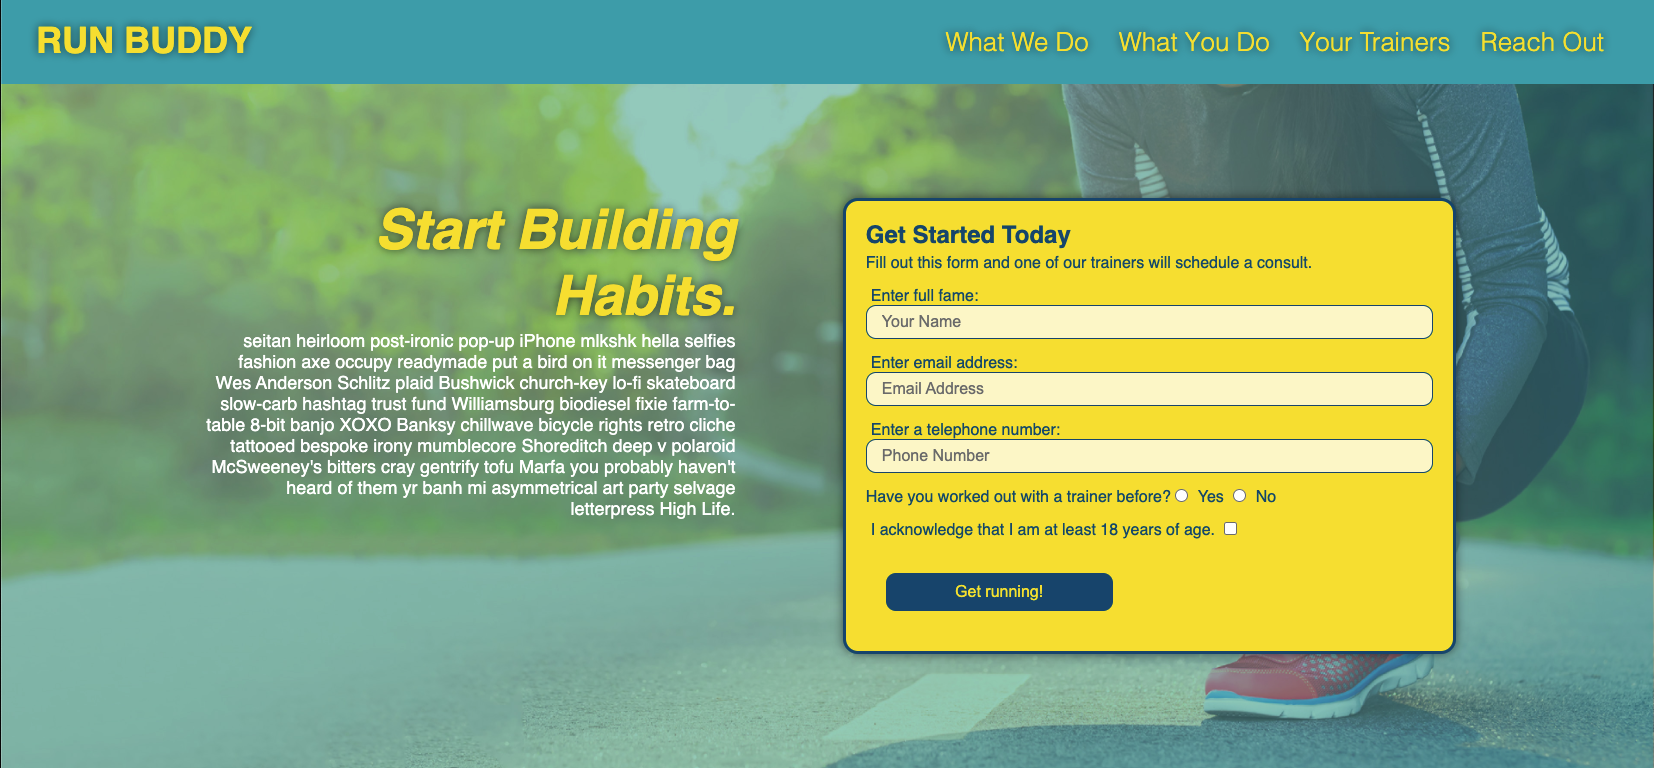 RUN BUDDY
What We Do What You Do Your Trainers Reach Out
Start Building
Habits.
seitan heirloom post-ironic pop-up iPhone mlkshk hella selfies
fashion axe occupy readymade put a bird on it messenger bag
Wes Anderson Schlitz plaid Bushwick church-key lo-fi skateboard
slow-carb hashtag trust fund Williamsburg biodiesel fixie farm-to-
table 8-bit banjo XOXO Banksy chillwave bicycle rights retro cliche
tattooed bespoke irony mumblecore Shoreditch deep v polaroid
McSweeney's bitters cray gentrify tofu Marfa you probably haven't
heard of them yr banh mi asymmetrical art party selvage
letterpress High Life.
Get Started Today
Fill out this form and one of our trainers will schedule a consult.
Enter full fame:
Your Name
Enter email address:
Email Address
Enter a telephone number:
Phone Number
Have you worked out with a trainer before? Yes No
I acknowledge that I am at least 18 years of age.
Get running!